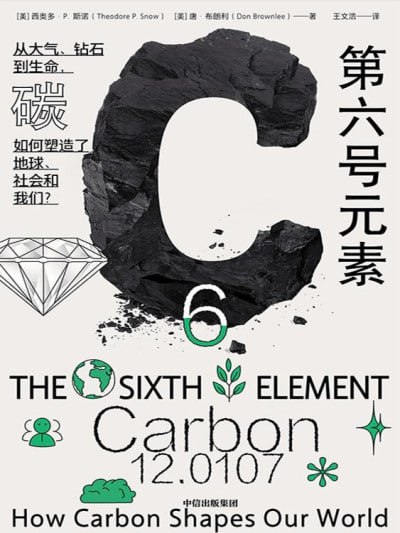 [美]西奥多·P. 斯诺（Theodore P. Snow） [美]唐·布朗利（Don Brownlee）——著 王文浩——译
从大气、钻石
到生命，
碳
如何塑造了
地球、
社会和
我们？
第六号元素
C
6
THE SIXTH ELEMENT
Carbon
12.0107
中信出版集团
How Carbon Shapes Our World